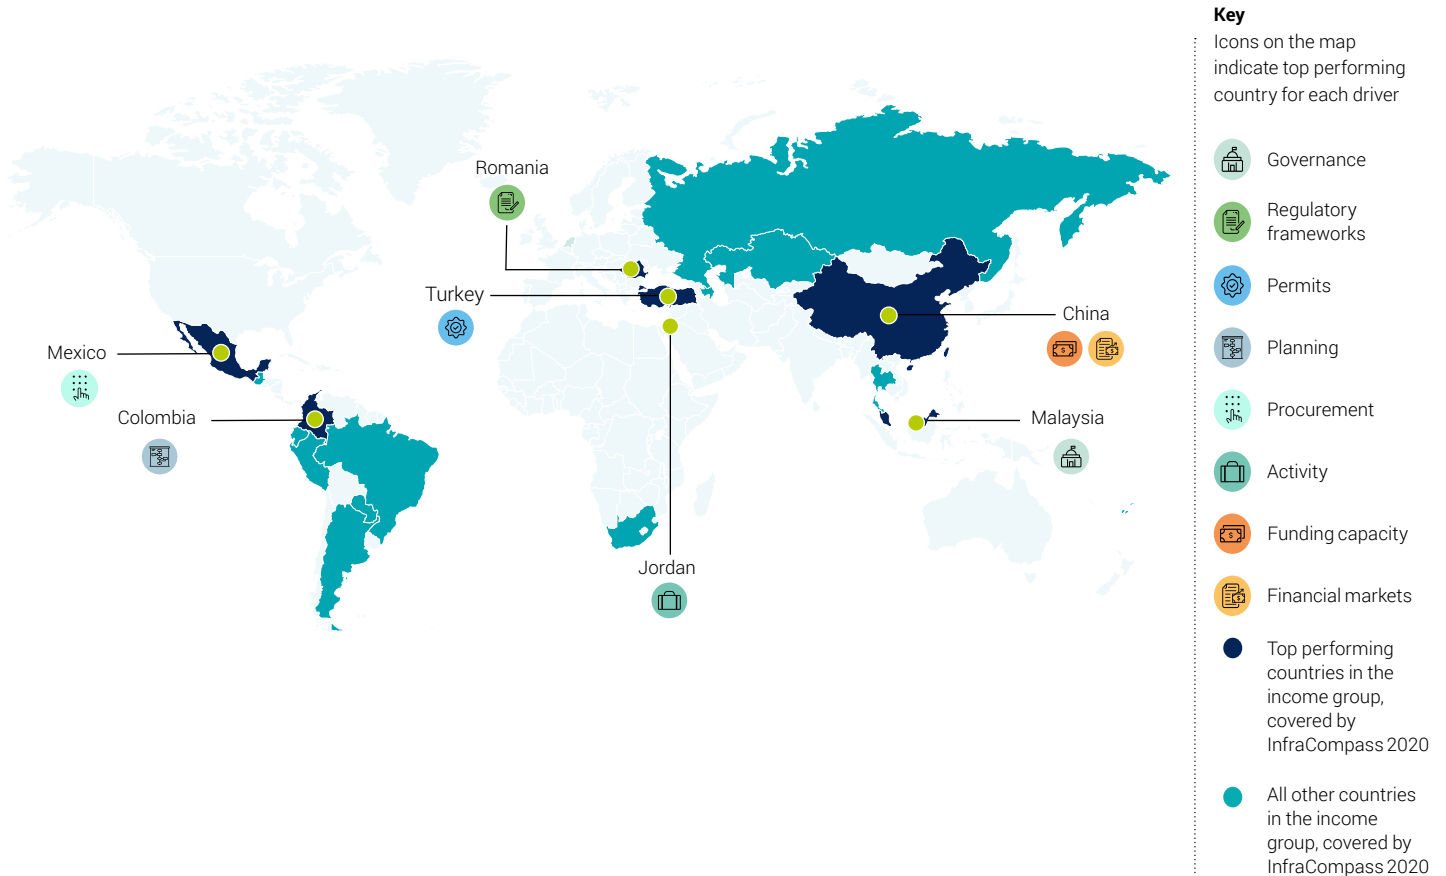 Romania
Turkey
Mexico
Colombia
China
Malaysia
Jordan
Key
Icons on the map
indicate top performing
country for each driver
Governance
Regulatory
frameworks
Permits
Planning
Procurement
Activity
Funding capacity
Financial markets
Top performing
countries in the
income group,
covered by
InfraCompass 2020
All other countries
in the income
group, covered by
InfraCompass 2020